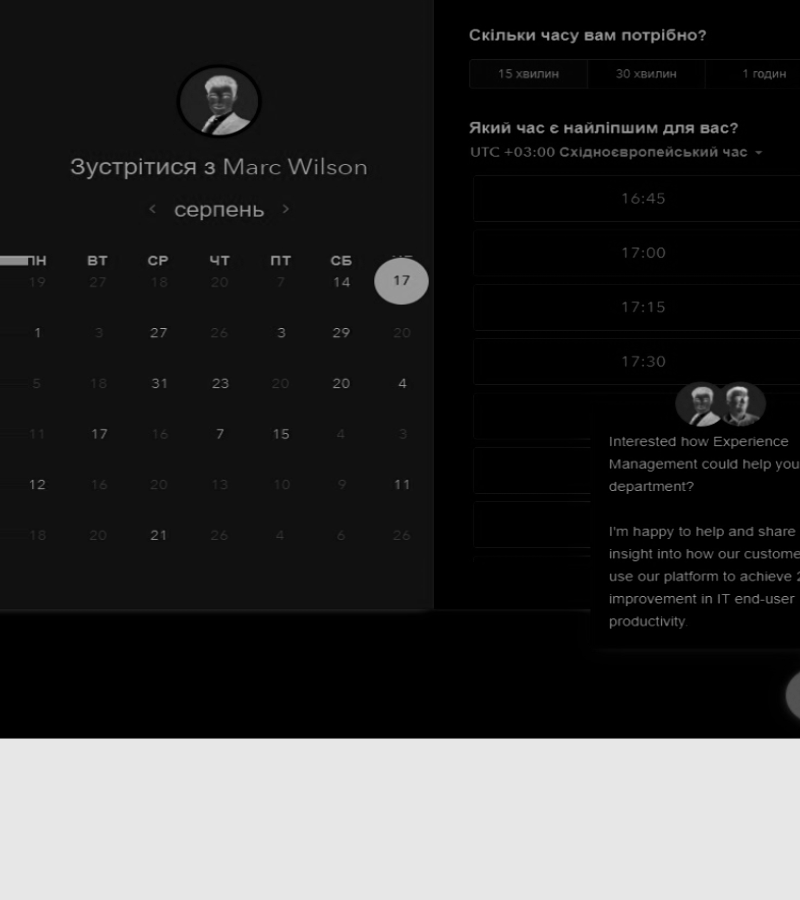 Зустрітися з Marc Wilson
серпень
ПН ВТ СР ЧТ ПТ СБ
19 27 18 20 7 14 17
1 3 27 26 3 29 20
5 18 31 23 20 20 4
11 17 16 7 15 4 3
12 16 20 13 10 9 11
18 20 21 26 4 6 26
Скільки часу вам потрібно?
15 хвилин 30 хвилин 1 годин
Який час є найліпшим для вас?
UTC +03:00 Східноєвропейський час
16:45
17:00
17:15
17:30
Interested how Experience
Management could help you
department?
I'm happy to help and share
insight into how our custome
use our platform to achieve 2
improvement in IT end-user
productivity.